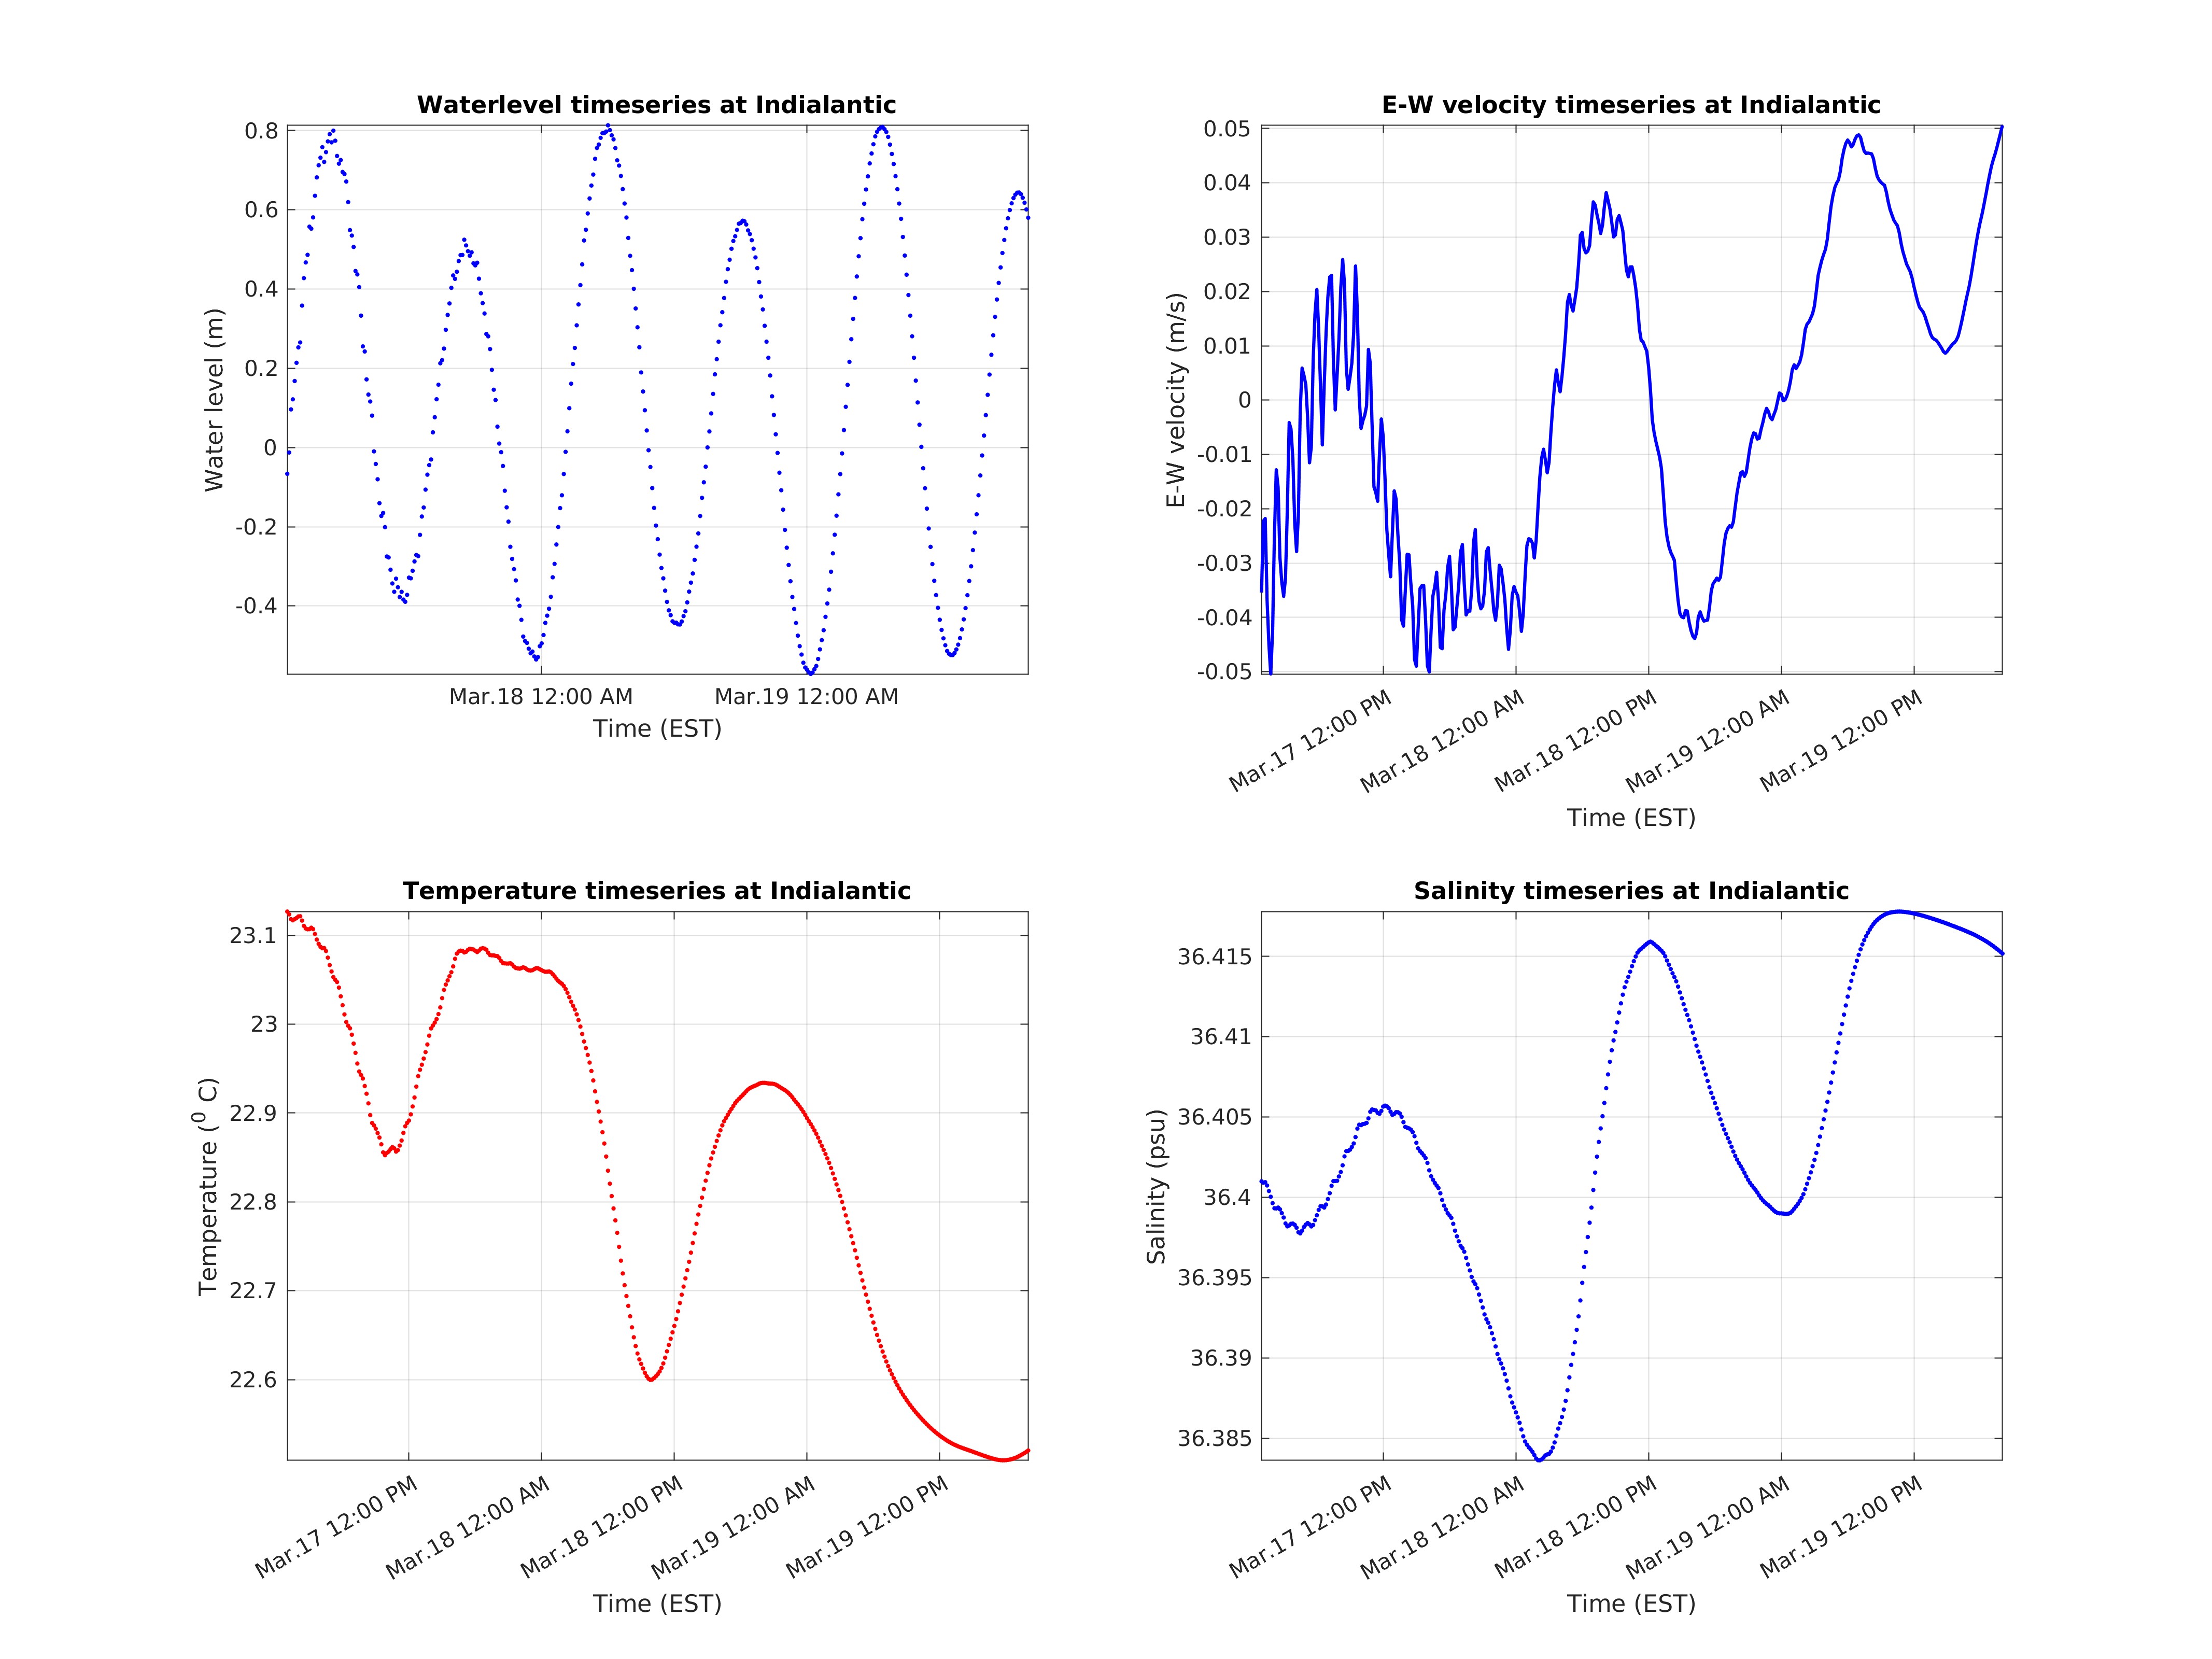 Waterlevel timeseries at Indialantic
0.8
0.6
0.4
0.2
0
-0.2
-0.4
Water level (m)
Mar.18 12:00 AM
Mar.19 12:00 AM
Time (EST)
E-W velocity timeseries at Indialantic
0.05
0.04
0.03
0.02
0.01
0
-0.01
-0.02
-0.03
-0.04
-0.05
E-W velocity (m/s)
Mar.17 12:00 PM
Mar.18 12:00 AM
Mar.18 12:00 PM
Mar.19 12:00 AM
Mar.19 12:00 PM
Time (EST)
Temperature timeseries at Indialantic
23.1
23
22.9
22.8
22.7
22.6
Temperature (⁰ C)
Mar.17 12:00 PM
Mar.18 12:00 AM
Mar.18 12:00 PM
Mar.19 12:00 AM
Mar.19 12:00 PM
Time (EST)
Salinity timeseries at Indialantic
36.415
36.41
36.405
36.4
36.395
36.39
36.385
Salinity (psu)
Mar.17 12:00 PM
Mar.18 12:00 AM
Mar.18 12:00 PM
Mar.19 12:00 AM
Mar.19 12:00 PM
Time (EST)